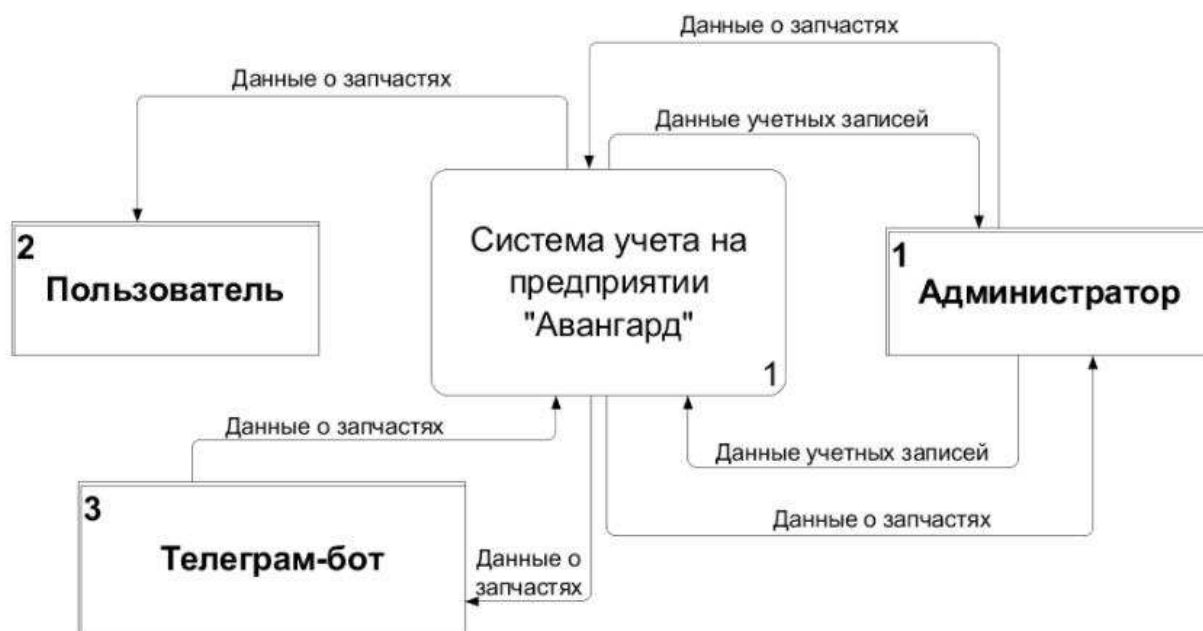 Данные о запчастях
Данные о запчастях
Данные учетных записей
Система учета на
предприятии
"Авангард"
1
2
Пользователь
1
Администратор
Данные о запчастях
Данные учетных записей
3
Телеграм-бот
Данные о
запчастях
Данные о запчастях